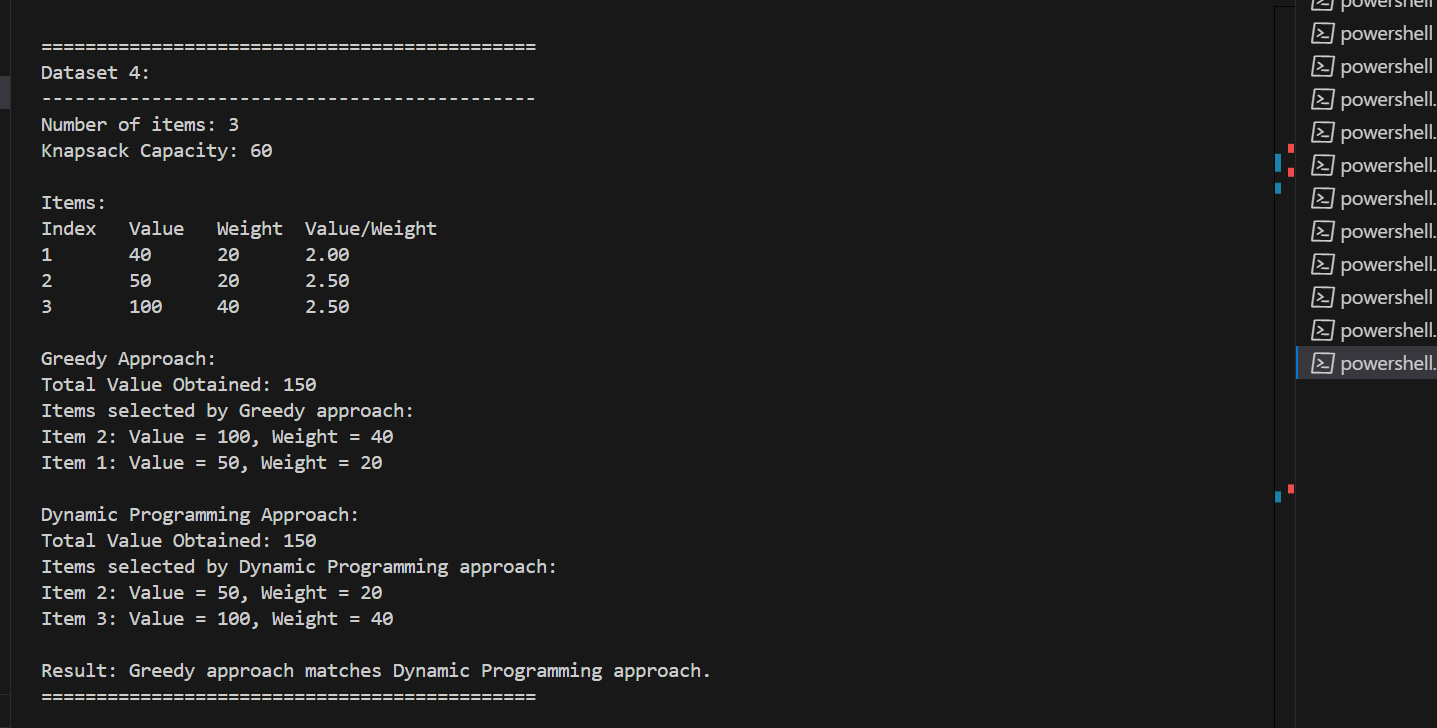 =============================================
Dataset 4:
---------------------------------------------
Number of items: 3
Knapsack Capacity: 60
Items:
Index Value Weight Value/Weight
1 40 20 2.00
2 50 20 2.50
3 100 40 2.50
Greedy Approach:
Total Value Obtained: 150
Items selected by Greedy approach:
Item 2: Value = 100, Weight = 40
Item 1: Value = 50, Weight = 20
Dynamic Programming Approach:
Total Value Obtained: 150
Items selected by Dynamic Programming approach:
Item 2: Value = 50, Weight = 20
Item 3: Value = 100, Weight = 40
Result: Greedy approach matches Dynamic Programming approach.
=============================================
powershell
powershell
powershell
powershell.
powershell.
powershell.
powershell.
powershell.
powershell.
powershell
powershell.
powershell.